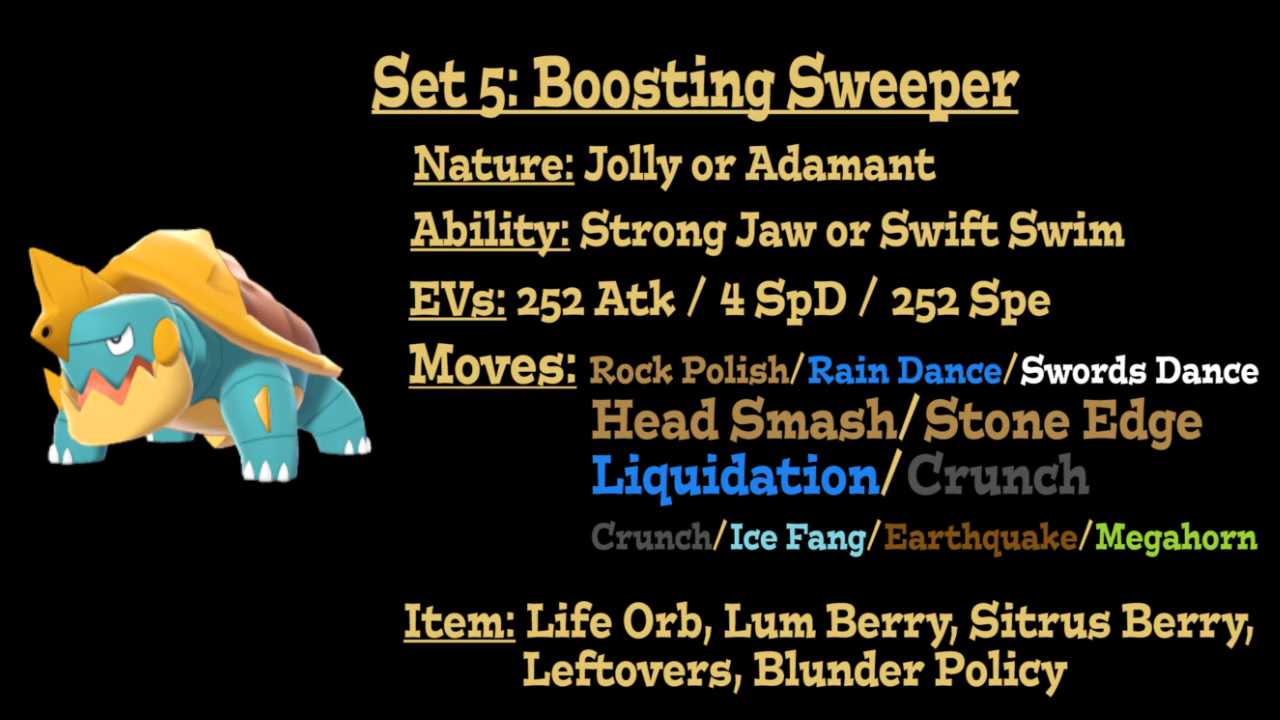 Set 5: Boosting Sweeper
Nature: Jolly or Adamant
Ability: Strong Jaw or Swift Swim
EVs: 252 Atk / 4 SpD / 252 Spe
Moves: Rock Polish/Rain Dance/Swords Dance
Head Smash/Stone Edge
Liquidation/Crunch
Crunch/Ice Fang/Earthquake/Megahorn
Item: Life Orb, Lum Berry, Sitrus Berry,
Leftovers, Blunder Policy